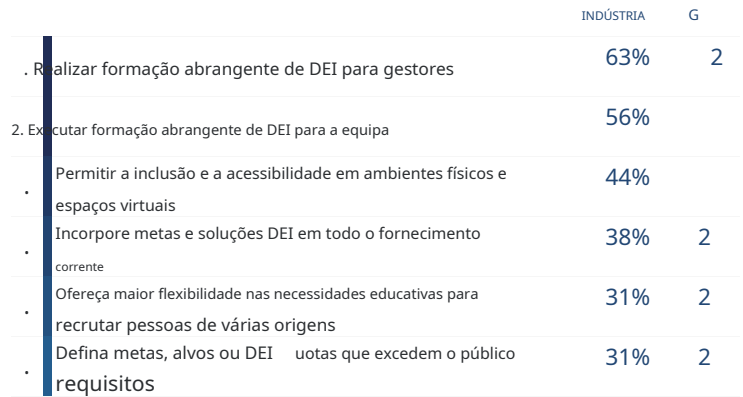 INDÚSTRIA G
. Realizar formação abrangente de DEI para gestores 63% 2
2. Executar formação abrangente de DEI para a equipa 56%
. Permitir a inclusão e a acessibilidade em ambientes físicos e 44%
espaços virtuais
. Incorpore metas e soluções DEI em todo o fornecimento 38% 2
corrente
. Ofereça maior flexibilidade nas necessidades educativas para 31% 2
recrutar pessoas de várias origens
. Defina metas, alvos ou DEI uotas que excedem o público 31% 2
requisitos